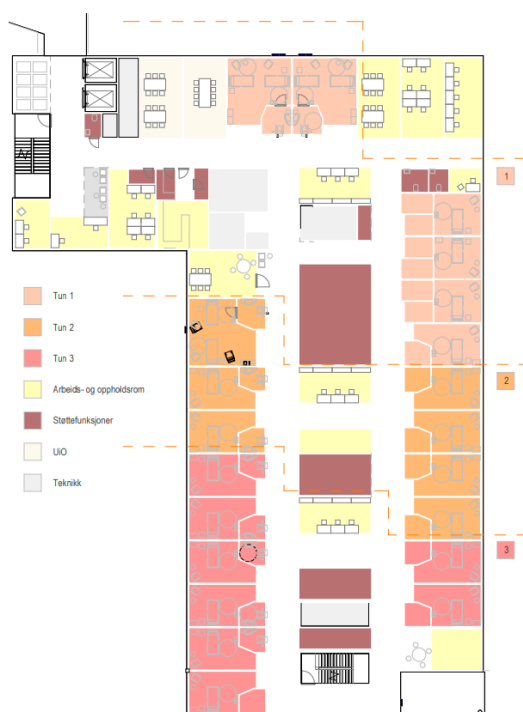 1
Tun 1
Tun 2
Tun 3
Arbeids- og oppholdsrom
Støttefunksjoner
UiO
Teknikk
2
3